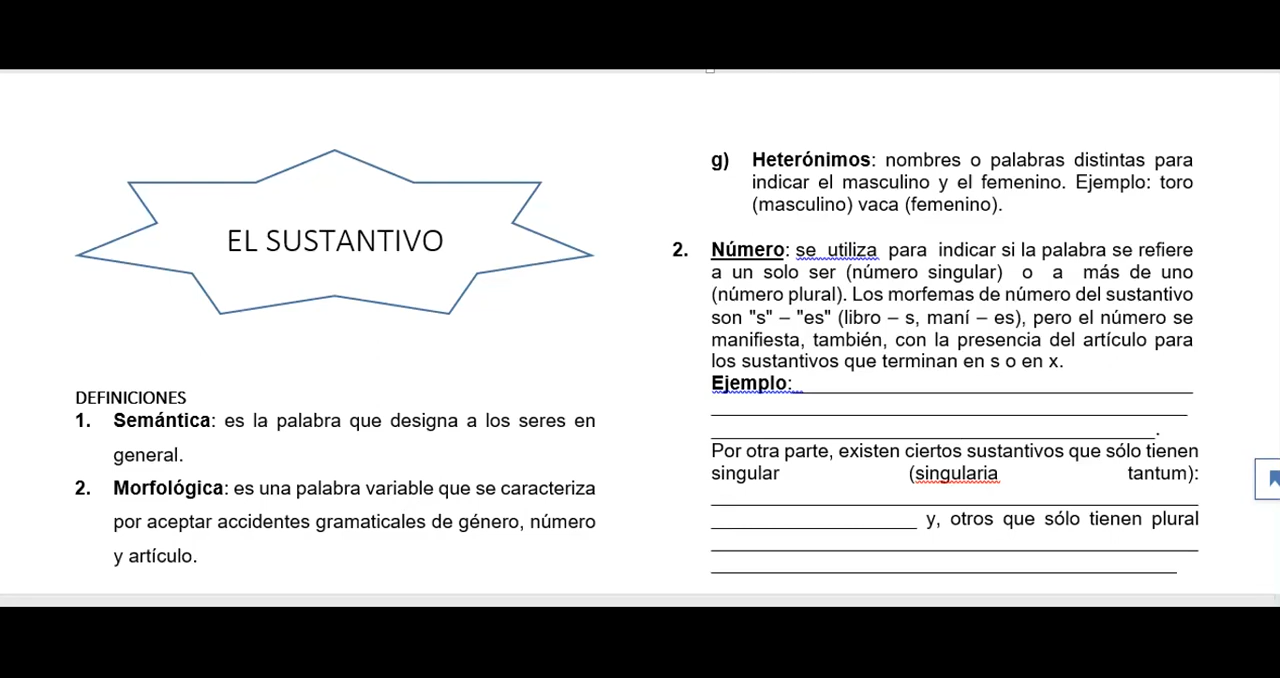 EL SUSTANTIVO
DEFINICIONES
1. Semántica: es la palabra que designa a los seres en
general.
2. Morfológica: es una palabra variable que se caracteriza
por aceptar accidentes gramaticales de género, número
y artículo.
g) Heterónimos: nombres o palabras distintas para
indicar el masculino y el femenino. Ejemplo: toro
(masculino) vaca (femenino).
2. Número: se utiliza para indicar si la palabra se refiere
a un solo ser (número singular) o a más de uno
(número plural). Los morfemas de número del sustantivo
son "s" – "es" (libro – s, maní – es), pero el número se
manifiesta, también, con la presencia del artículo para
los sustantivos que terminan en s o en x.
Ejemplo:
.
Por otra parte, existen ciertos sustantivos que sólo tienen
singular (singularia tantum):
y, otros que sólo tienen plural